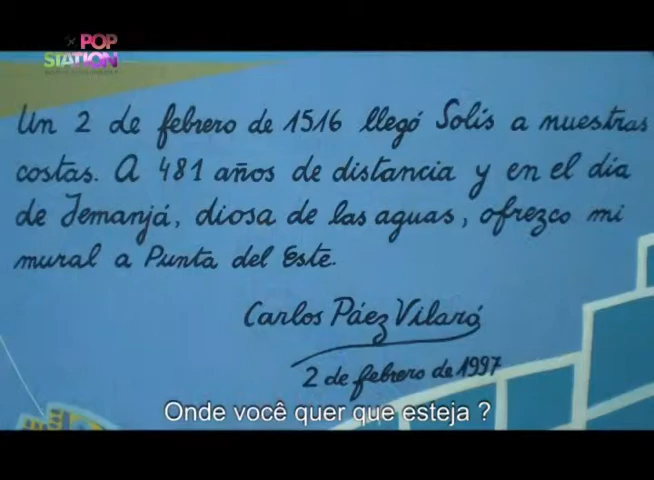 POP
STATION
Un 2 de febrero de 1516 llegó Solís a nuestras
costas. A 481 años de distancia y en el día
de Jemanjá, diosa de las aguas, ofrezco mi
mural a Punta del Este.
Carlos Páez Vilaró
2 de febrero de 1997
Onde você quer que esteja ?